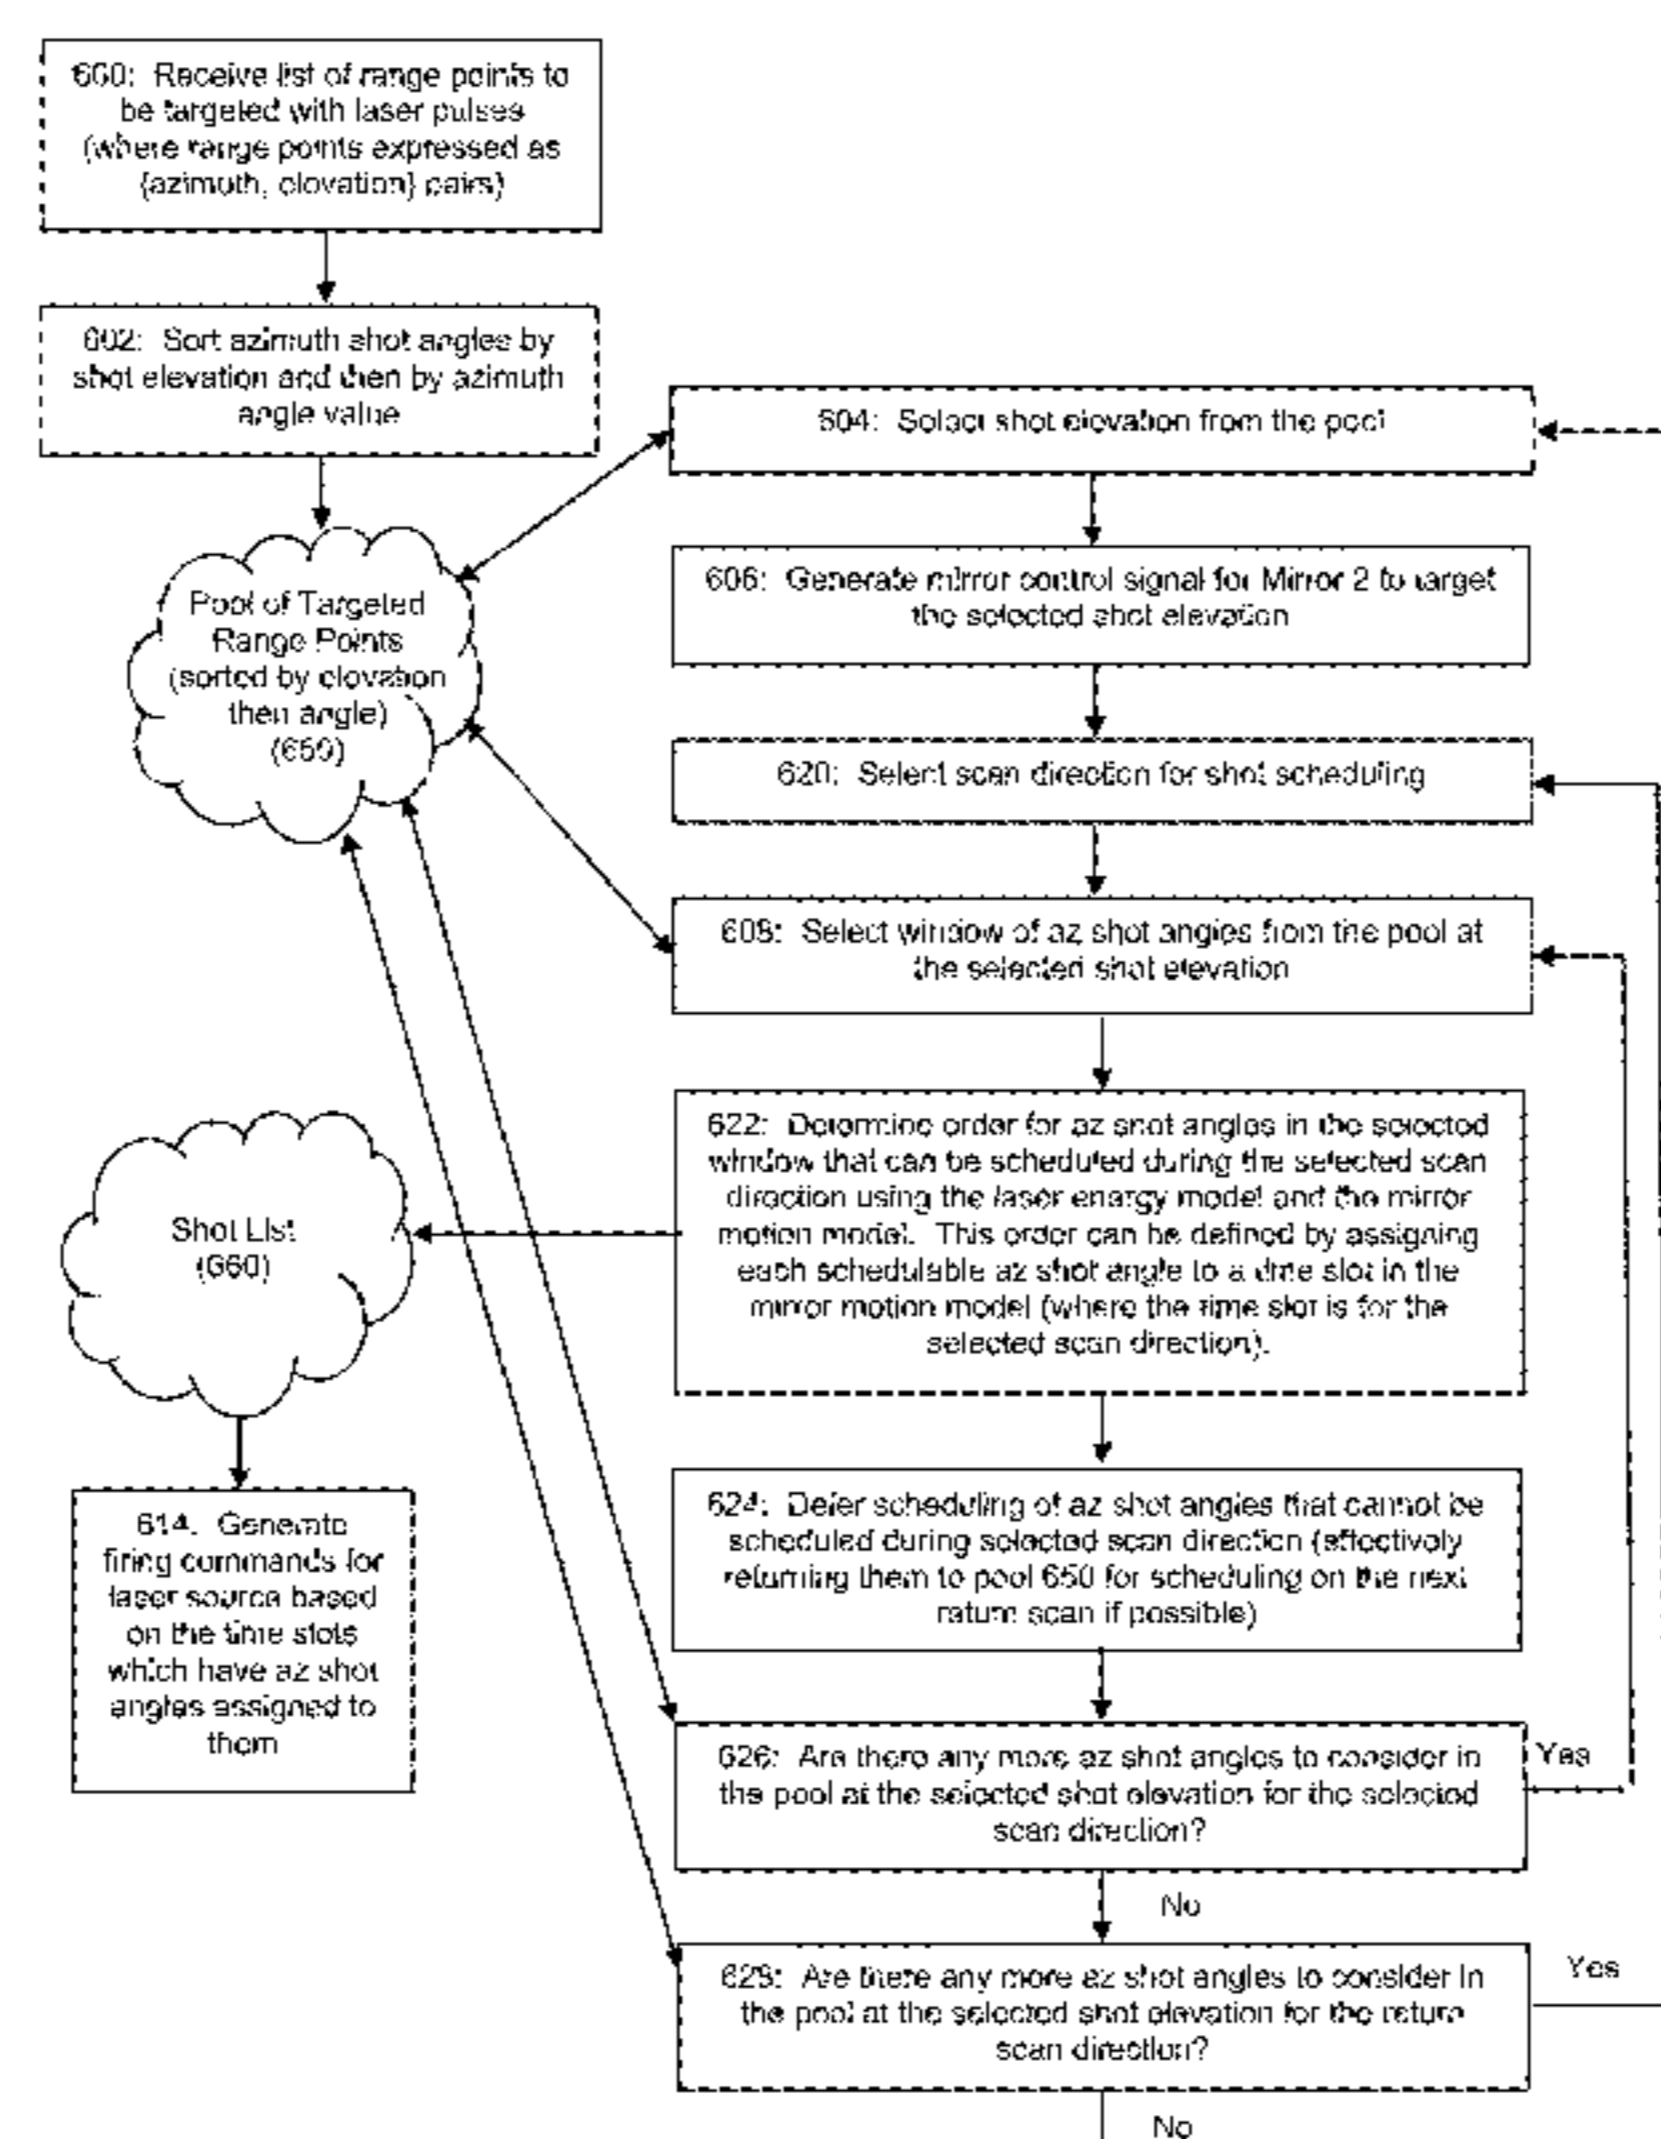 600: Receive list of range points to
be targeted with laser pulses
(where range points expressed as
{azimuth, elevation} pairs)
602: Sort azimuth shot angles by
shot elevation and then by azimuth
angle value
604: Select shot elevation from the pool
606: Generate mirror control signal for Mirror 2 to target
the selected shot elevation
Pool of Targeted
Range Points
(sorted by elevation
then angle)
(650)
620: Select scan direction for shot scheduling
608: Select window of az shot angles from the pool at
the selected shot elevation
622: Determine order for az shot angles in the selected
window that can be scheduled during the selected scan
direction using the laser energy model and the mirror
motion model. This order can be defined by assigning
each schedulable az shot angle to a time slot in the
mirror motion model (where the time slot is for the
selected scan direction).
Shot List
(660)
624: Defer scheduling of az shot angles that cannot be
scheduled during selected scan direction (effectively
returning them to pool 650 for scheduling on the next
return scan if possible)
614. Generate
firing commands for
laser source based
on the time slots
which have az shot
angles assigned to
them
626: Are there any more az shot angles to consider in
the pool at the selected shot elevation for the selected
scan direction?
Yes
No
628: Are there any more az shot angles to consider in
the pool at the selected shot elevation for the return
scan direction?
Yes
No